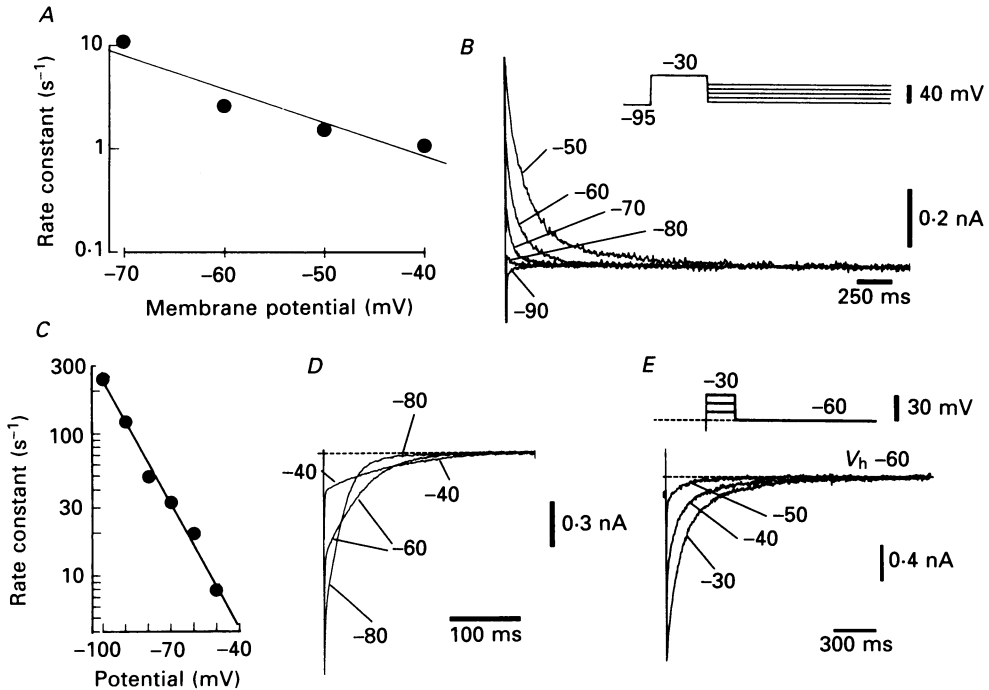 A
Rate constant (s⁻¹)
10
1
0·1
−70 −60 −50 −40
Membrane potential (mV)
B
−30
−95
40 mV
−50
−60
−70
−80
−90
0·2 nA
250 ms
C
Rate constant (s⁻¹)
300
100
30
10
−100 −70 −40
Potential (mV)
D
−80
−40
−40
−60
−80
0·3 nA
100 ms
E
−30
−60
30 mV
Vh −60
−50
−40
−30
0·4 nA
300 ms